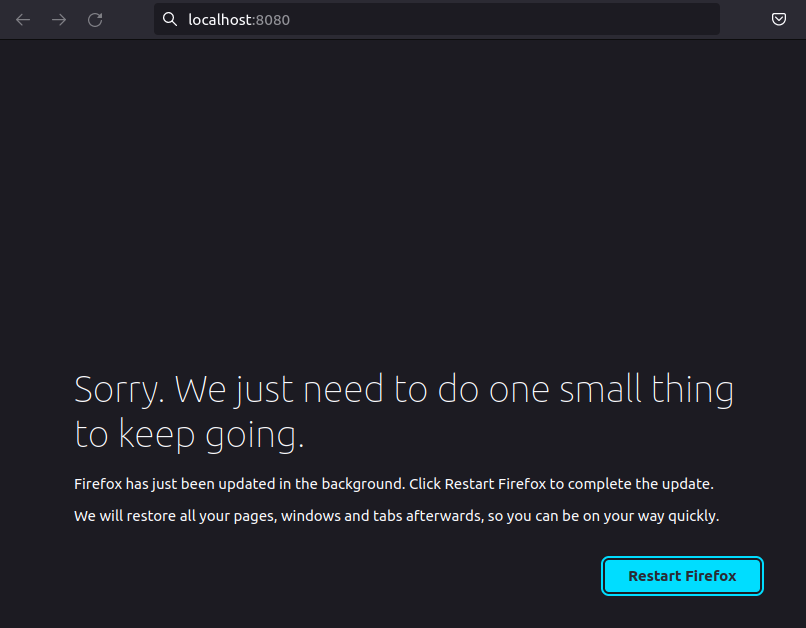 localhost:8080
Sorry. We just need to do one small thing
to keep going.
Firefox has just been updated in the background. Click Restart Firefox to complete the update.
We will restore all your pages, windows and tabs afterwards, so you can be on your way quickly.
Restart Firefox